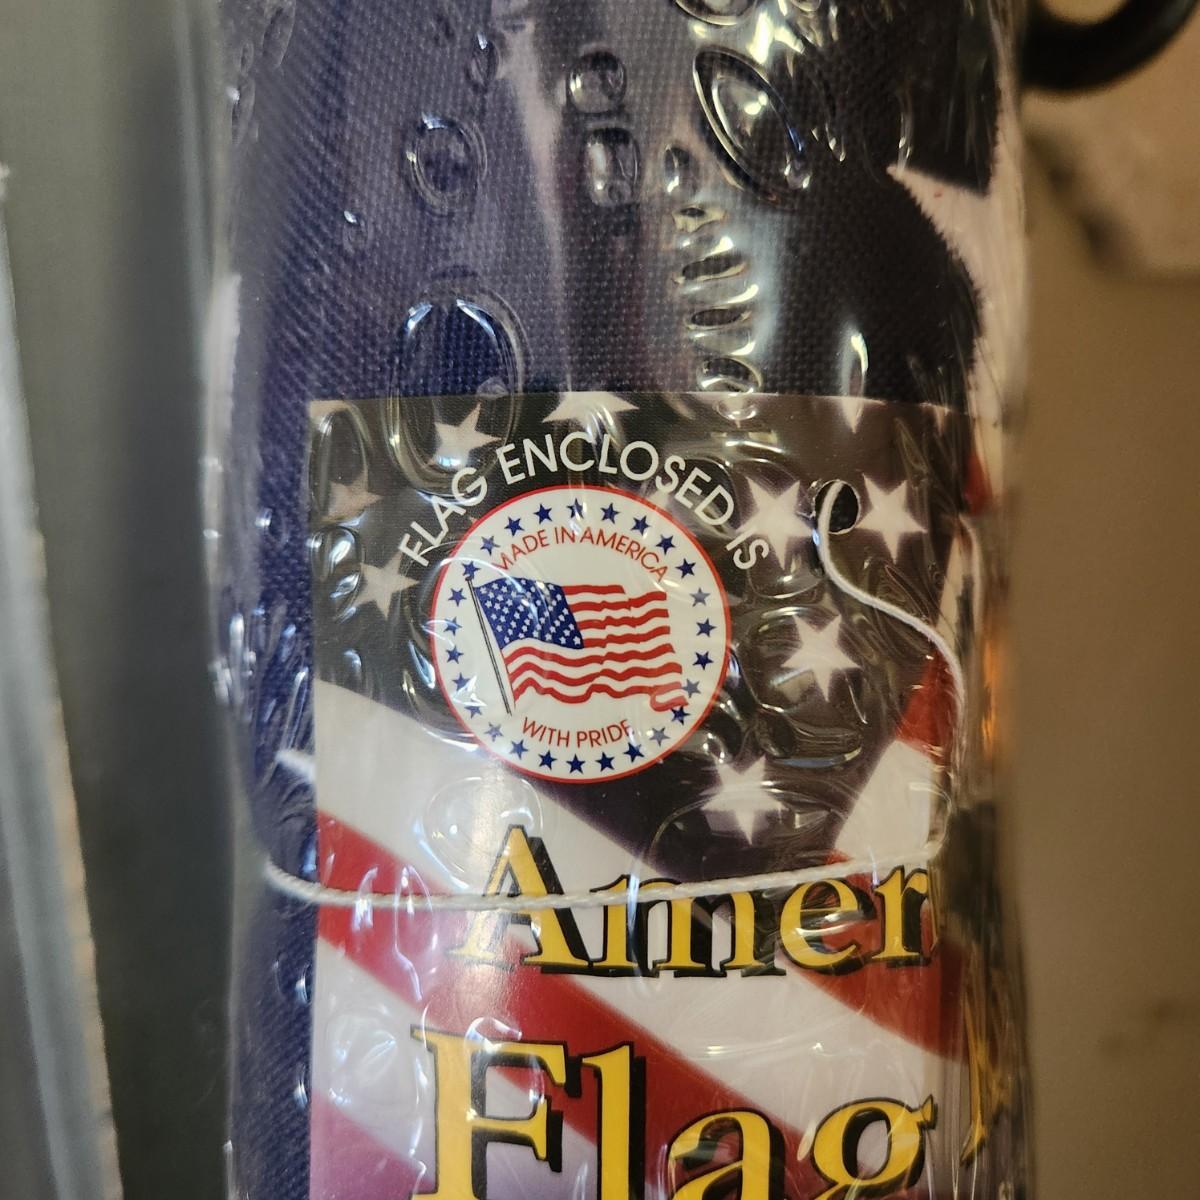 FLAG ENCLOSED IS
MADE IN AMERICA
WITH PRIDE
Amer
Flag